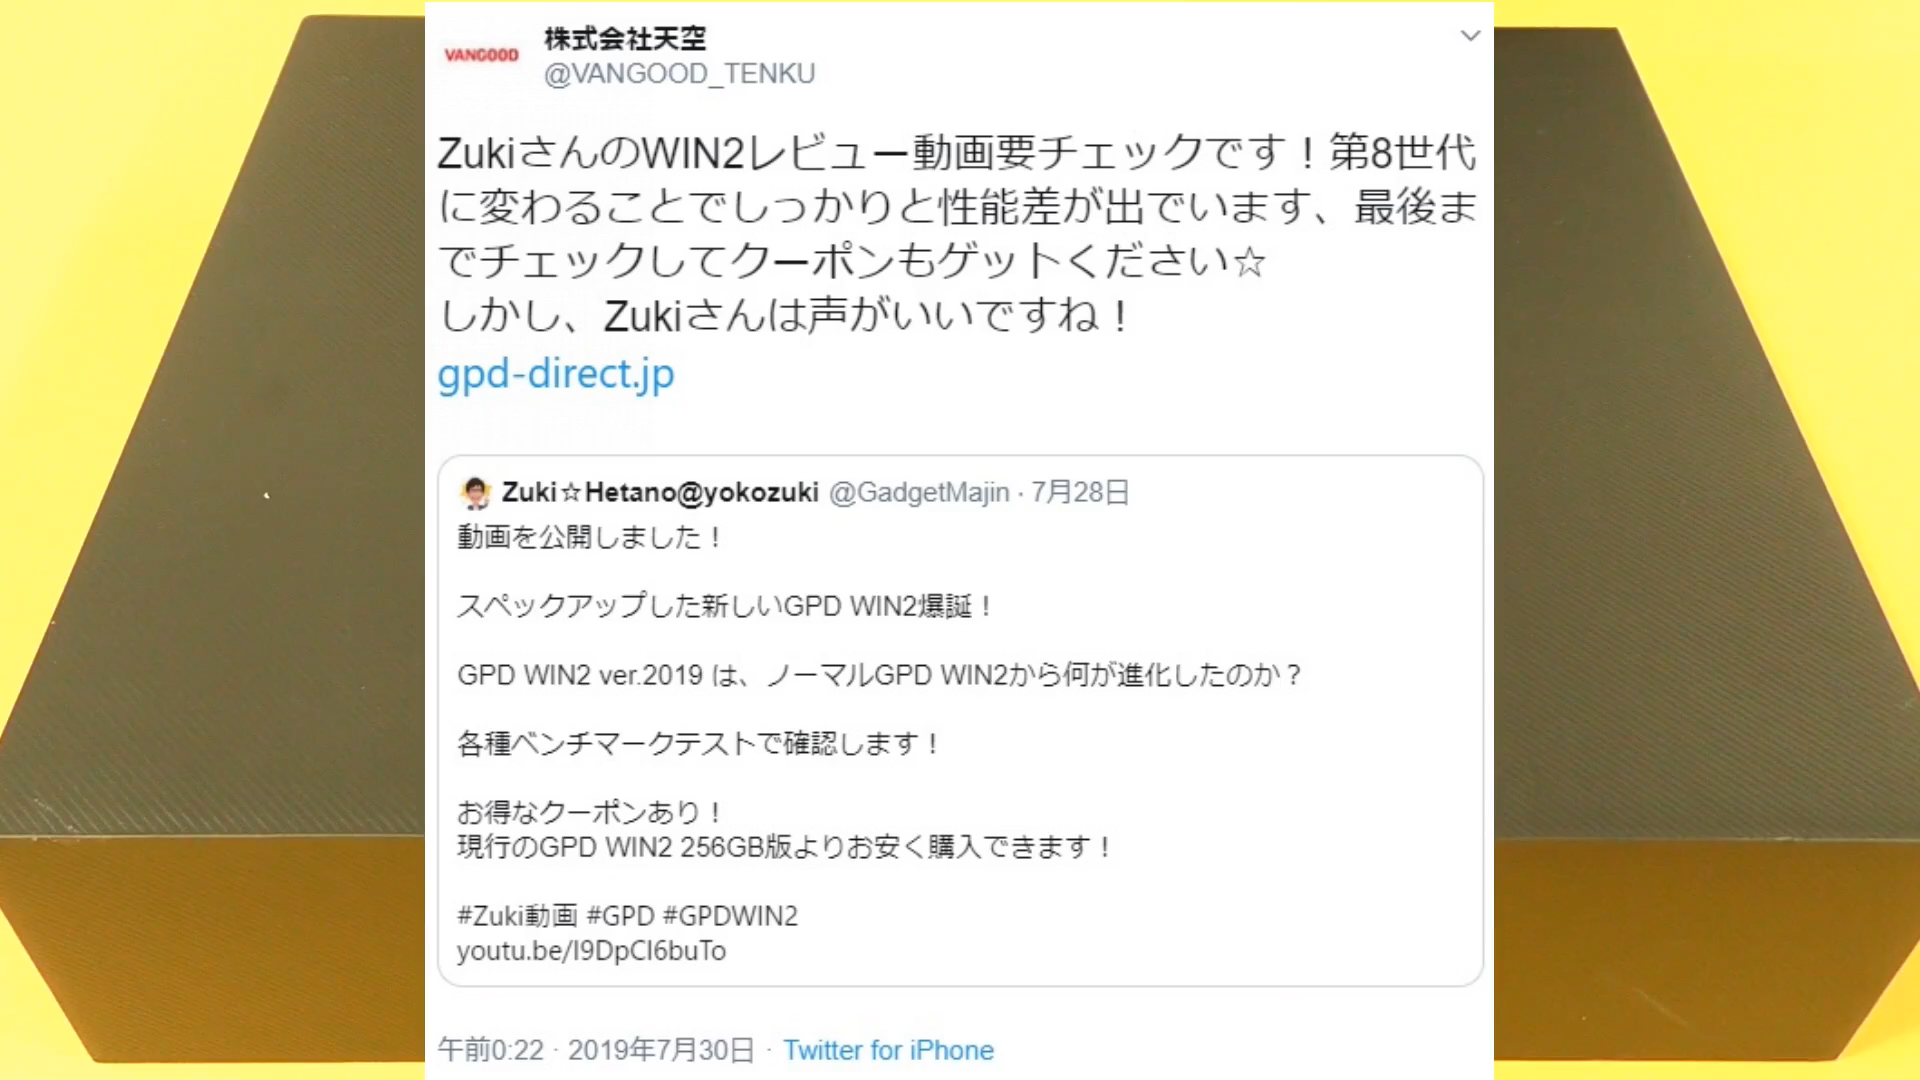 VANGOOD
株式会社天空
@VANGOOD_TENKU
ZukiさんのWIN2レビュー動画要チェックです！第8世代
に変わることでしっかりと性能差が出でいます、最後ま
でチェックしてクーポンもゲットください☆
しかし、Zukiさんは声がいいですね！
gpd-direct.jp
Zuki☆Hetano@yokozuki @GadgetMajin · 7月28日
動画を公開しました！
スペックアップした新しいGPD WIN2爆誕！
GPD WIN2 ver.2019 は、ノーマルGPD WIN2から何が進化したのか？
各種ベンチマークテストで確認します！
お得なクーポンあり！
現行のGPD WIN2 256GB版よりお安く購入できます！
#Zuki動画 #GPD #GPDWIN2
youtu.be/I9DpCl6buTo
午前0:22 · 2019年7月30日 · Twitter for iPhone